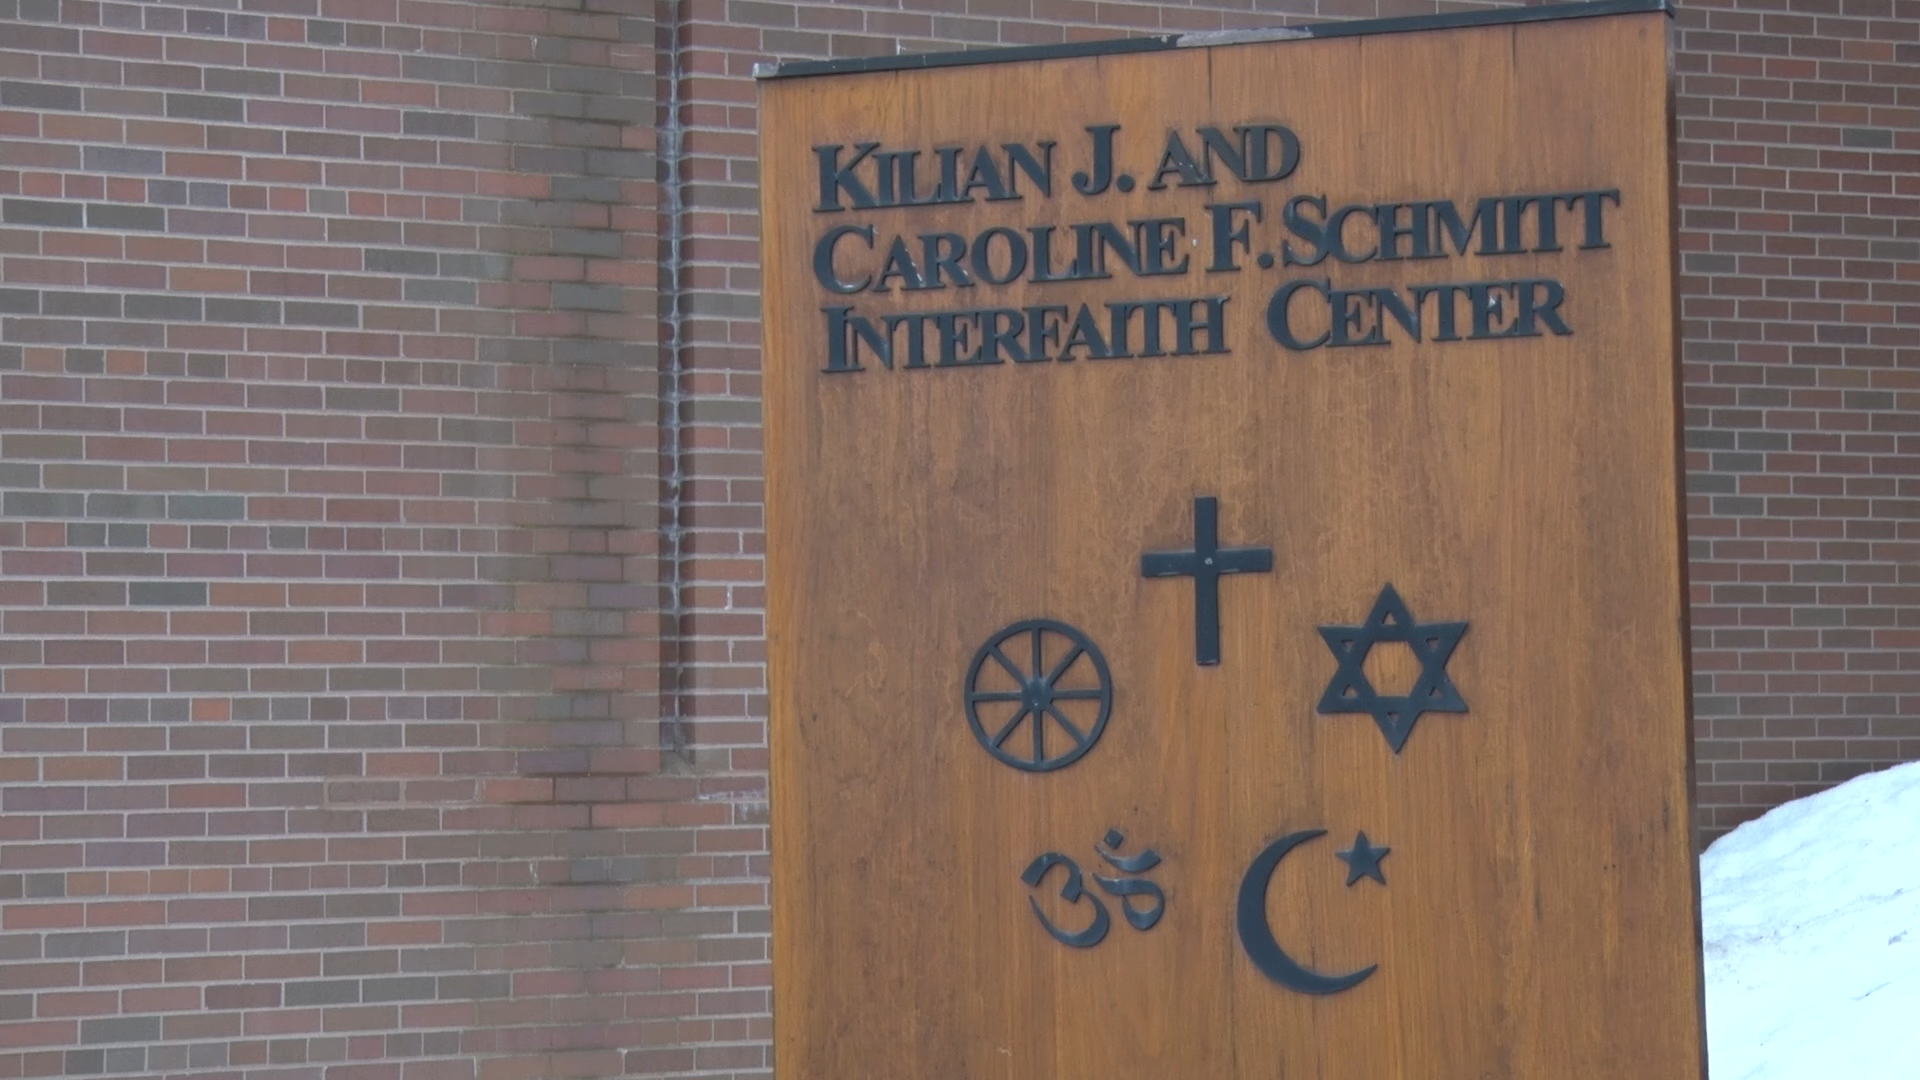 KILIAN J. AND
CAROLINE F. SCHMITT
INTERFAITH CENTER
ॐ